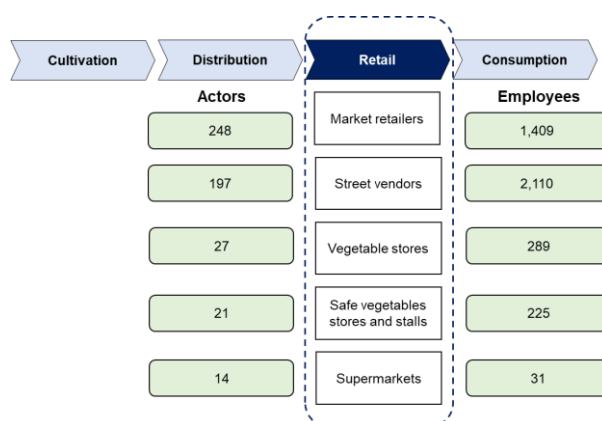 Cultivation
Distribution
Retail
Consumption
Actors
Employees
248
Market retailers
1,409
197
Street vendors
2,110
27
Vegetable stores
289
21
Safe vegetables
stores and stalls
225
14
Supermarkets
31